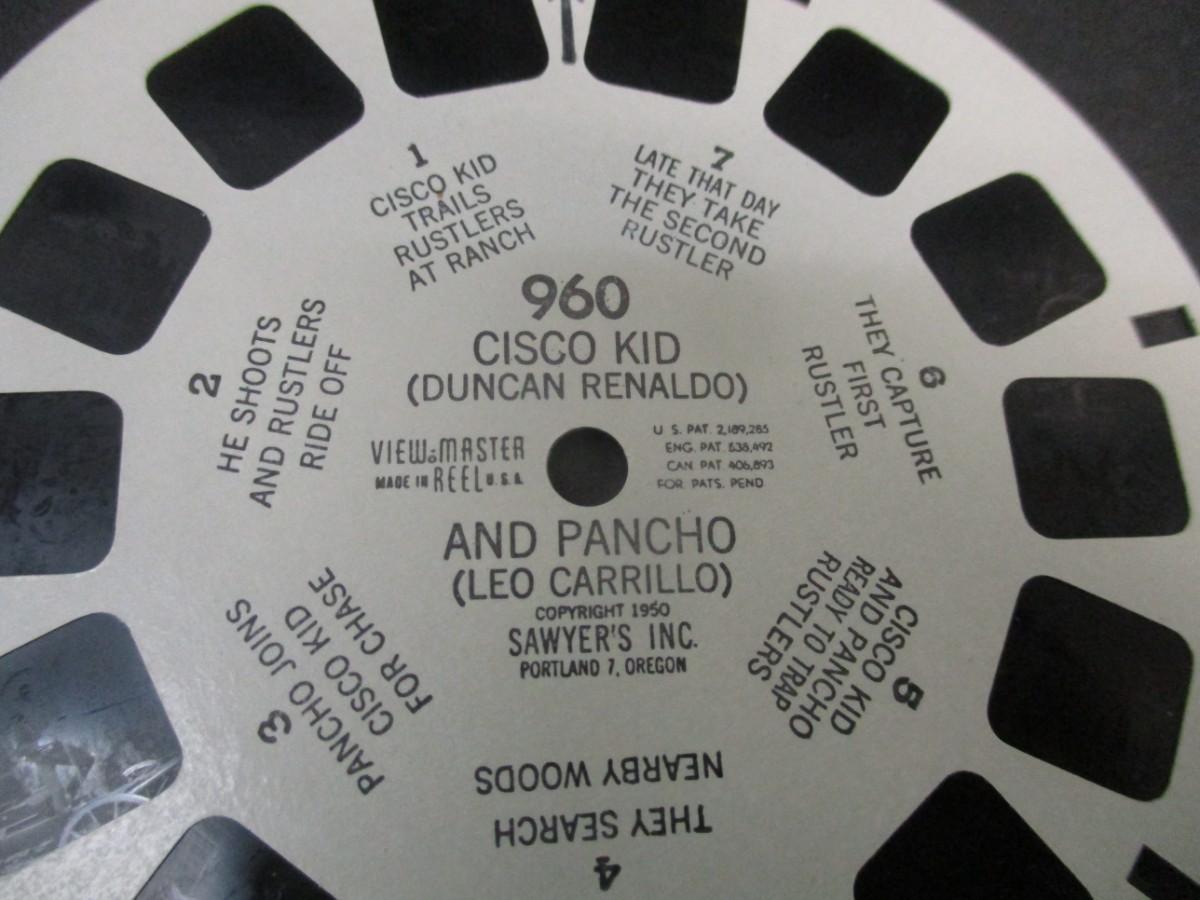 960
CISCO KID
(DUNCAN RENALDO)
VIEW-MASTER
MADE IN REEL U.S.A.
U S. PAT. 2,189,285
ENG. PAT. 538,492
CAN. PAT. 406,893
FOR PATS. PEND
AND PANCHO
(LEO CARRILLO)
COPYRIGHT 1950
SAWYER'S INC.
PORTLAND 7, OREGON
1
CISCO KID
TRAILS
RUSTLERS
AT RANCH
2
HE SHOOTS
AND RUSTLERS
RIDE OFF
3
PANCHO JOINS
CISCO KID
FOR CHASE
4
THEY SEARCH
NEARBY WOODS
5
CISCO KID
AND PANCHO
READY TO TRAP
RUSTLERS
6
THEY CAPTURE
FIRST
RUSTLER
7
LATE THAT DAY
THEY TAKE
THE SECOND
RUSTLER